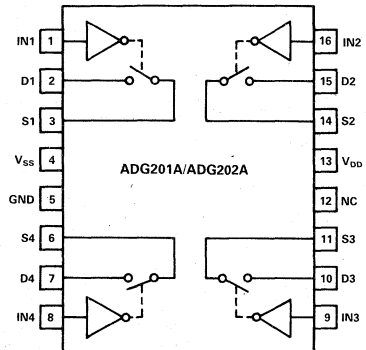 IN1 1 16 IN2
D1 2 15 D2
S1 3 14 S2
VSS 4 13 VDD
ADG201A/ADG202A
GND 5 12 NC
S4 6 11 S3
D4 7 10 D3
IN4 8 9 IN3